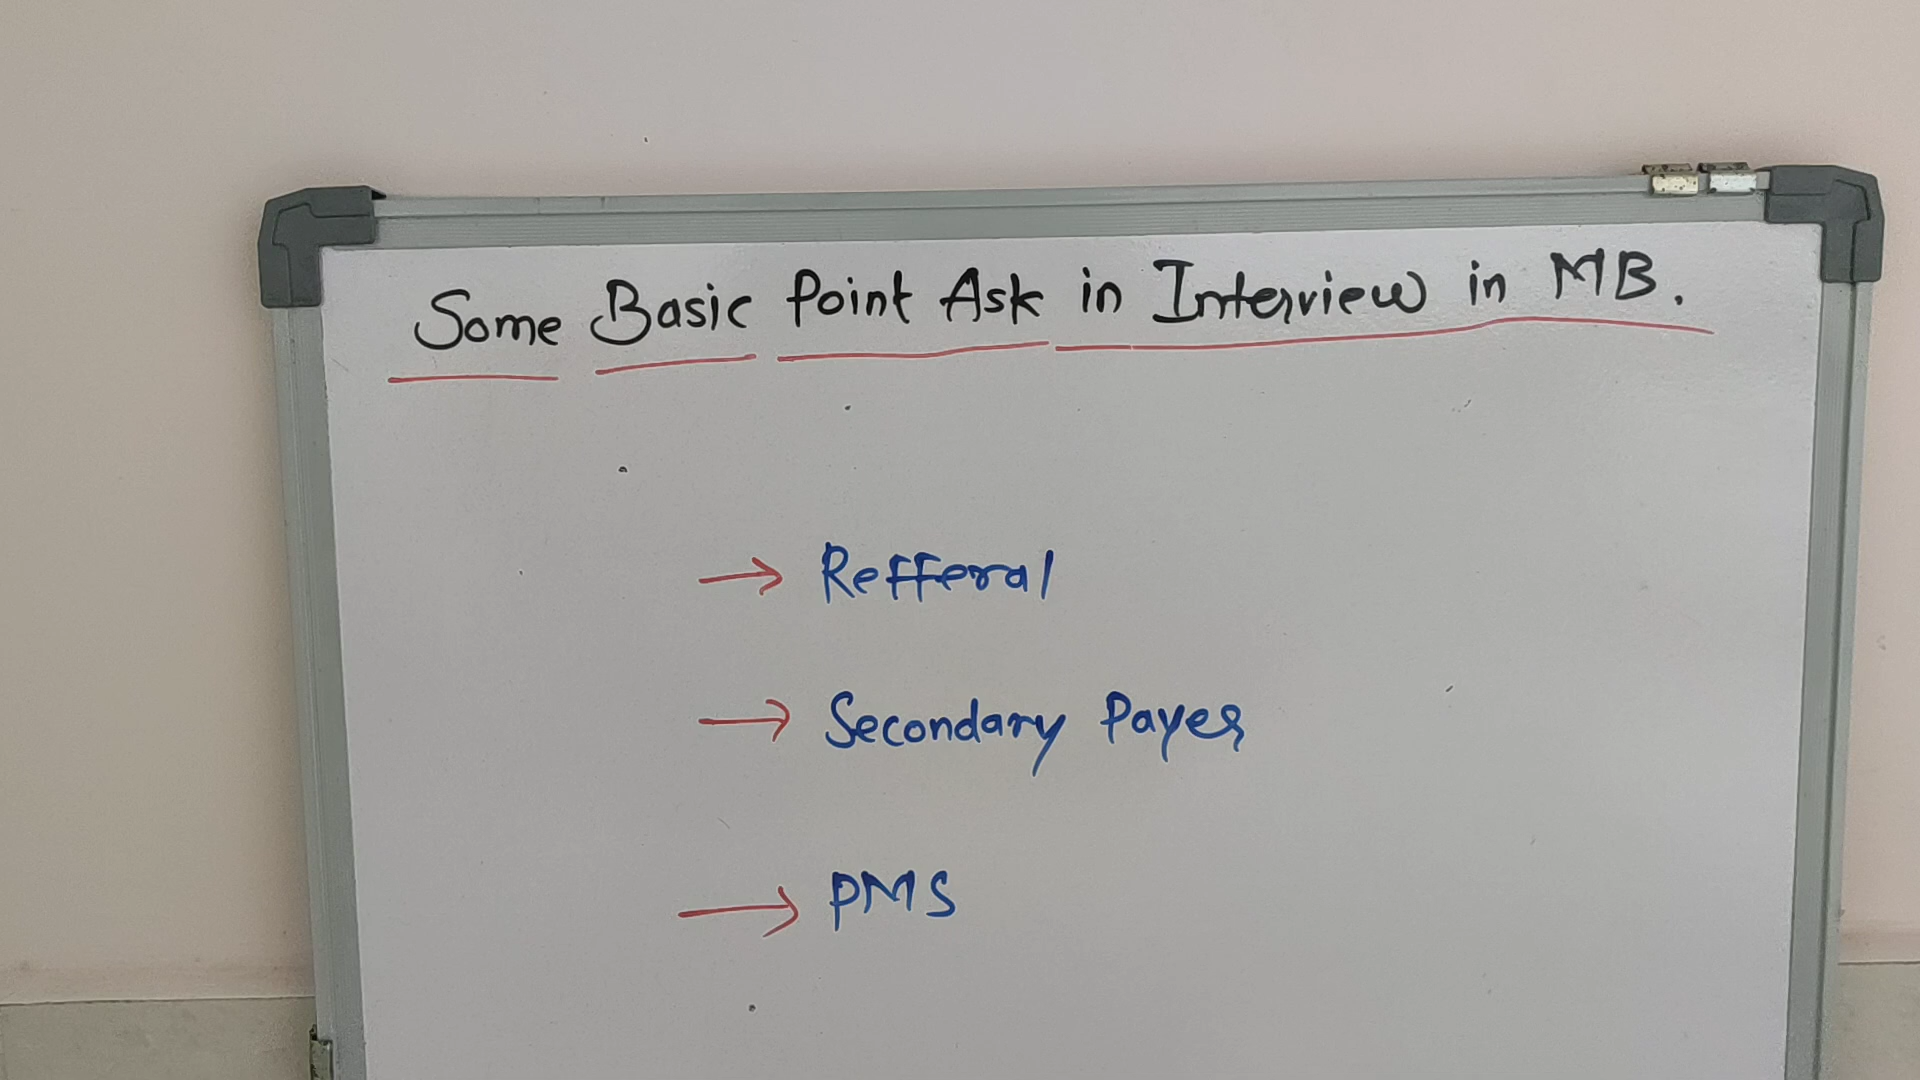 Some Basic Point Ask in Interview in MB.
→ Refferal
→ Secondary Payer
→ PMS